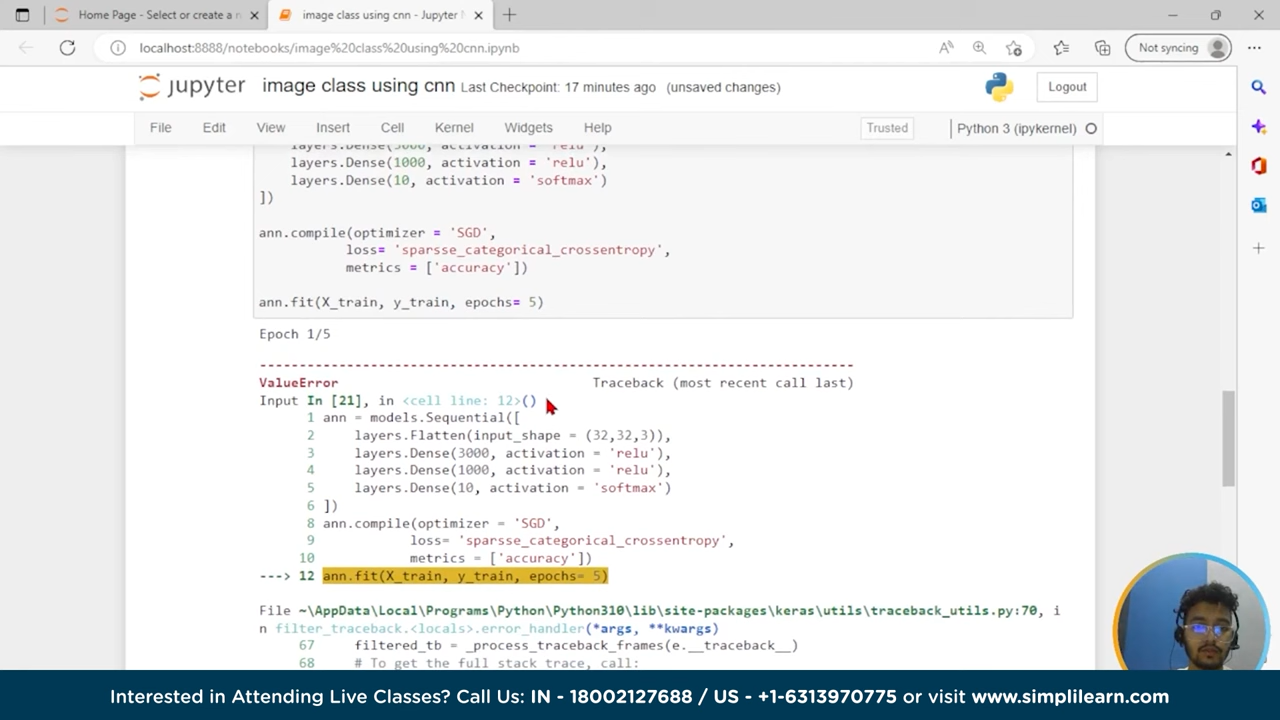 Home Page - Select or create a n
image class using cnn - Jupyter
localhost:8888/notebooks/image%20class%20using%20cnn.ipynb
Not syncing
jupyter image class using cnn Last Checkpoint: 17 minutes ago (unsaved changes)
Logout
File Edit View Insert Cell Kernel Widgets Help
Trusted
Python 3 (ipykernel)
layers.Dense(3000, activation = 'relu'),
layers.Dense(1000, activation = 'relu'),
layers.Dense(10, activation = 'softmax')
])
ann.compile(optimizer = 'SGD',
loss= 'sparsse_categorical_crossentropy',
metrics = ['accuracy'])
ann.fit(X_train, y_train, epochs= 5)
Epoch 1/5
---------------------------------------------------------------------------
ValueError Traceback (most recent call last)
Input In [21], in <cell line: 12>()
1 ann = models.Sequential([
2 layers.Flatten(input_shape = (32,32,3)),
3 layers.Dense(3000, activation = 'relu'),
4 layers.Dense(1000, activation = 'relu'),
5 layers.Dense(10, activation = 'softmax')
6 ])
8 ann.compile(optimizer = 'SGD',
9 loss= 'sparsse_categorical_crossentropy',
10 metrics = ['accuracy'])
---> 12 ann.fit(X_train, y_train, epochs= 5)
File ~\AppData\Local\Programs\Python\Python310\lib\site-packages\keras\utils\traceback_utils.py:70, i
n filter_traceback.<locals>.error_handler(*args, **kwargs)
67 filtered_tb = _process_traceback_frames(e.__traceback__)
68 # To get the full stack trace, call:
Interested in Attending Live Classes? Call Us: IN - 18002127688 / US - +1-6313970775 or visit www.simplilearn.com